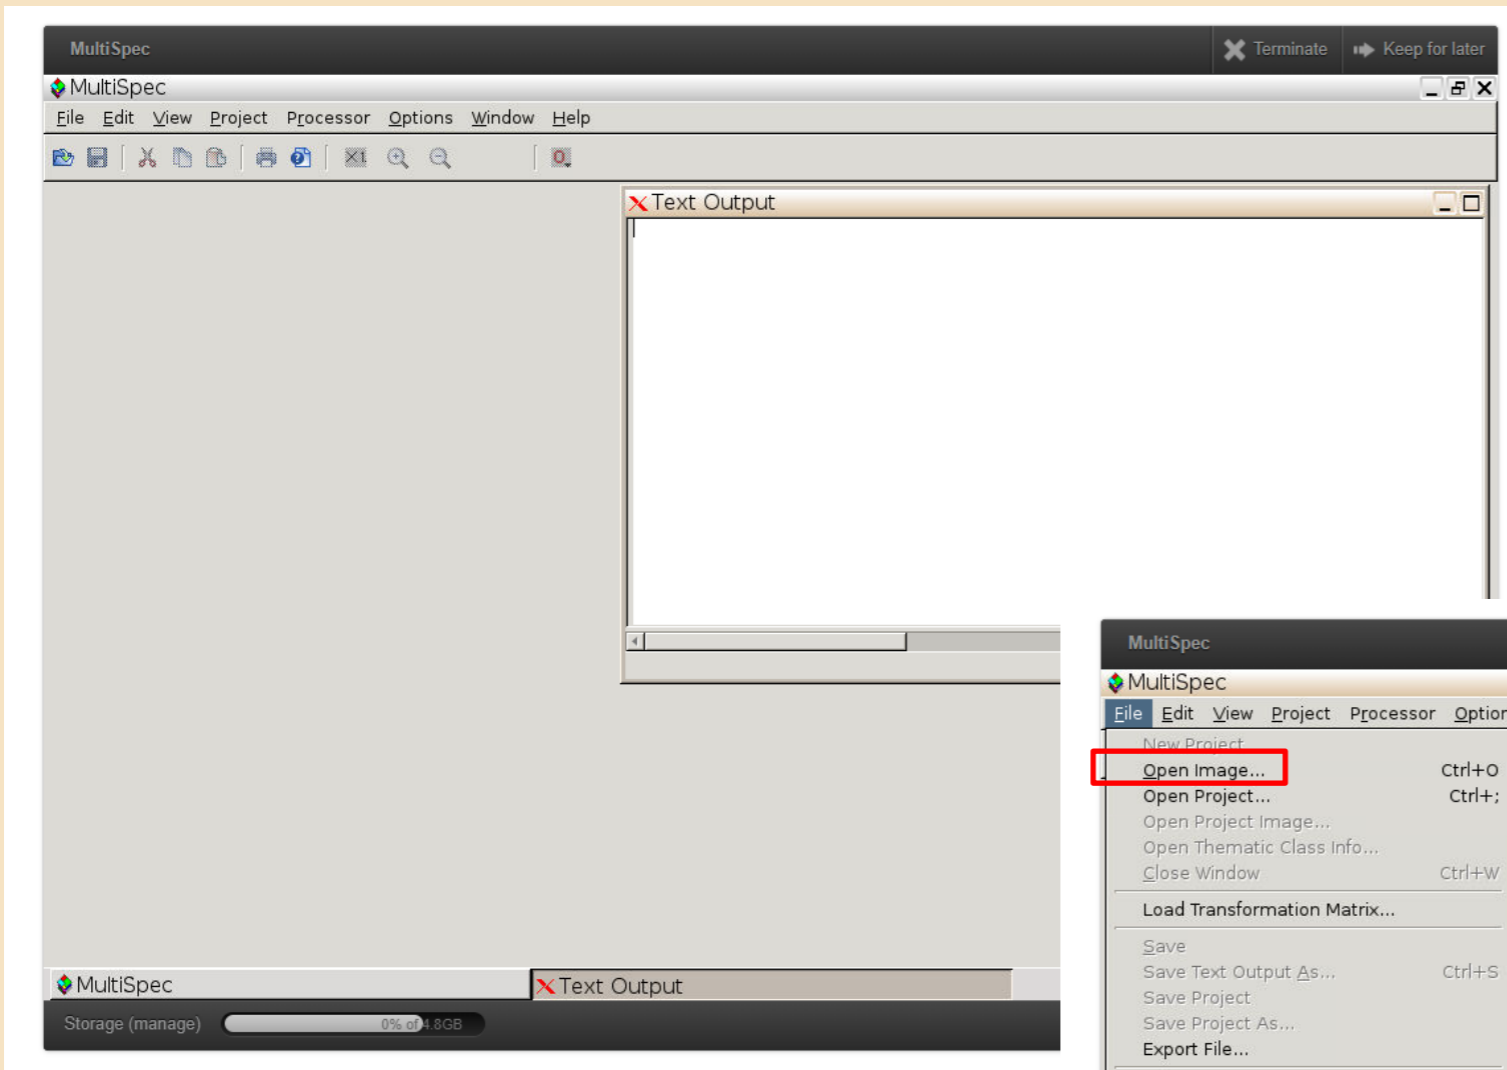 MultiSpec
Terminate
Keep for later
MultiSpec
File Edit View Project Processor Options Window Help
X1
Text Output
MultiSpec
Text Output
Storage (manage)
0% of 4.8GB
MultiSpec
MultiSpec
File Edit View Project Processor Option
New Project
Open Image... Ctrl+O
Open Project... Ctrl+;
Open Project Image...
Open Thematic Class Info...
Close Window Ctrl+W
Load Transformation Matrix...
Save
Save Text Output As... Ctrl+S
Save Project
Save Project As...
Export File...